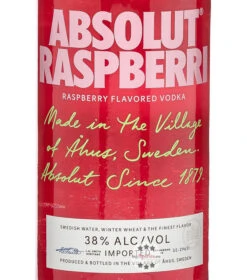 ABSOLUT
RASPBERRI
RASPBERRY FLAVORED VODKA
Made in the Village
of Åhus, Sweden.
Absolut Since 1879.
SWEDISH WATER, WINTER WHEAT & THE FINEST FLAVOR
38% ALC/VOL
IMPORTED
PRODUCED & BOTTLED IN THE
ÅHUS, SWEDEN